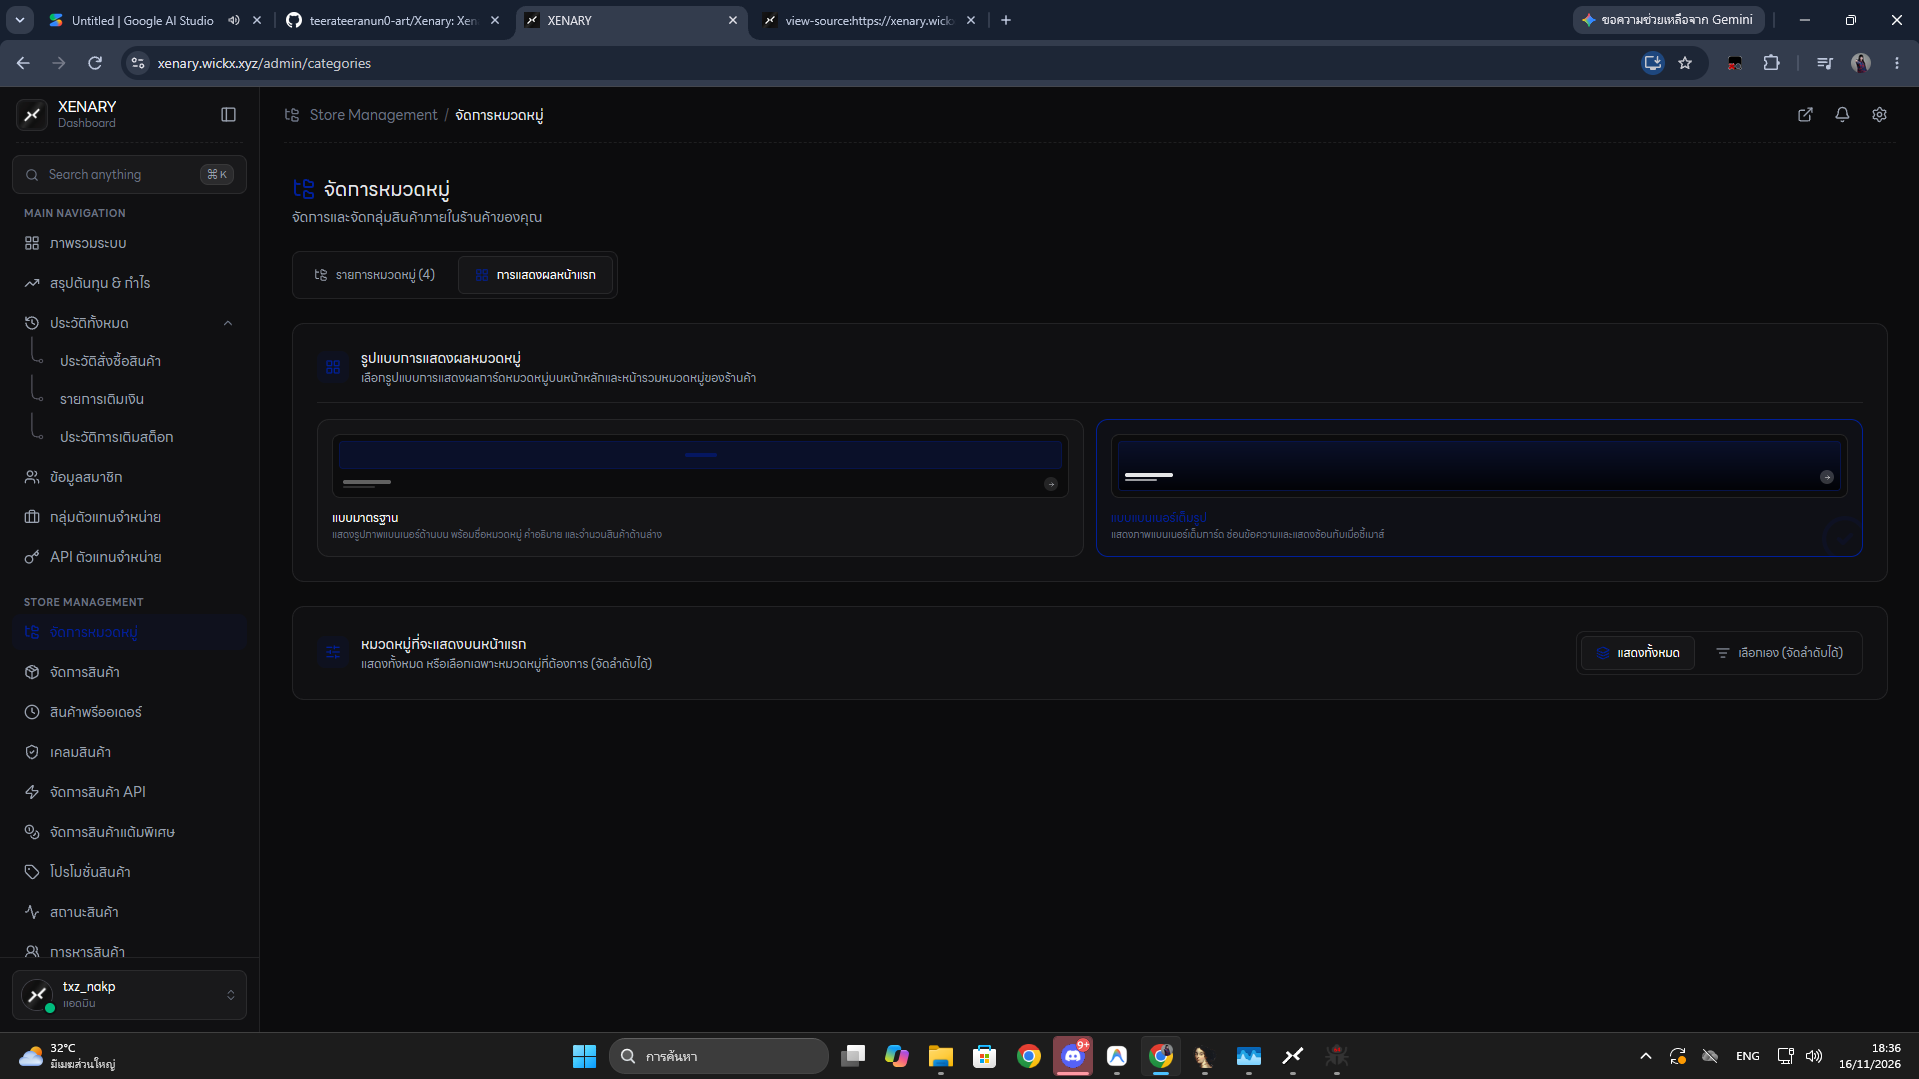 Untitled | Google AI Studio
teerateeranun0-art/Xenary: Xen
XENARY
view-source:https://xenary.wick
ขอความช่วยเหลือจาก Gemini
xenary.wickx.xyz/admin/categories
XENARY
Dashboard
Search anything
⌘ K
MAIN NAVIGATION
ภาพรวมระบบ
สรุปต้นทุน & กำไร
ประวัติทั้งหมด
ประวัติสั่งซื้อสินค้า
รายการเติมเงิน
ประวัติการเติมสต็อก
ข้อมูลสมาชิก
กลุ่มตัวแทนจำหน่าย
API ตัวแทนจำหน่าย
STORE MANAGEMENT
จัดการหมวดหมู่
จัดการสินค้า
สินค้าพรีออเดอร์
เคลมสินค้า
จัดการสินค้า API
จัดการสินค้าแต้มพิเศษ
โปรโมชั่นสินค้า
สถานะสินค้า
การหารสินค้า
txz_nakp
แอดมิน
Store Management / จัดการหมวดหมู่
จัดการหมวดหมู่
จัดการและจัดกลุ่มสินค้าภายในร้านค้าของคุณ
รายการหมวดหมู่ (4)
การแสดงผลหน้าแรก
รูปแบบการแสดงผลหมวดหมู่
เลือกรูปแบบการแสดงผลการ์ดหมวดหมู่บนหน้าหลักและหน้ารวมหมวดหมู่ของร้านค้า
แบบมาตรฐาน
แสดงรูปภาพแบนเนอร์ด้านบน พร้อมชื่อหมวดหมู่ คำอธิบาย และจำนวนสินค้าด้านล่าง
แบบแบนเนอร์เต็มรูป
แสดงภาพแบนเนอร์เต็มการ์ด ซ่อนข้อความและแสดงซ้อนทับเมื่อชี้เมาส์
หมวดหมู่ที่จะแสดงบนหน้าแรก
แสดงทั้งหมด หรือเลือกเฉพาะหมวดหมู่ที่ต้องการ (จัดลำดับได้)
แสดงทั้งหมด
เลือกเอง (จัดลำดับได้)
32°C
มีเมฆส่วนใหญ่
การค้นหา
9+
ENG
18:36
16/11/2026